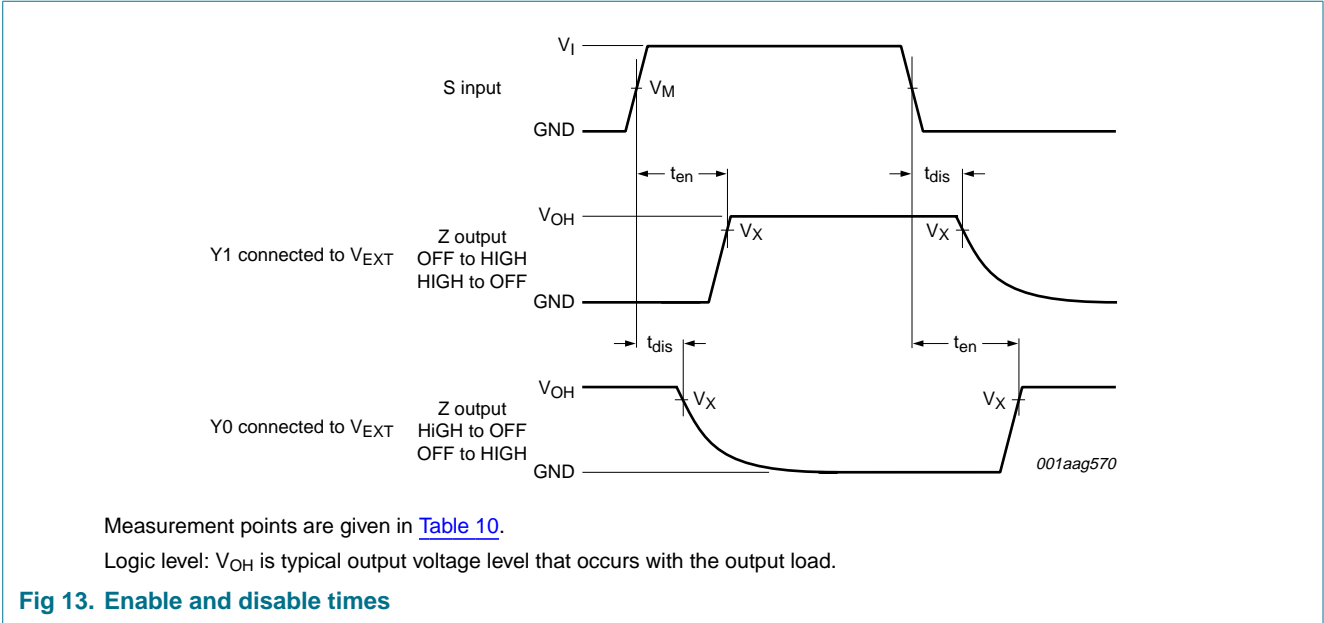 V_I
S input
V_M
GND
t_en
t_dis
V_OH
V_X
V_X
Y1 connected to V_EXT
Z output
OFF to HIGH
HIGH to OFF
GND
t_dis
t_en
V_OH
V_X
V_X
Y0 connected to V_EXT
Z output
HiGH to OFF
OFF to HIGH
GND
001aag570
Measurement points are given in Table 10.
Logic level: V_OH is typical output voltage level that occurs with the output load.
Fig 13. Enable and disable times